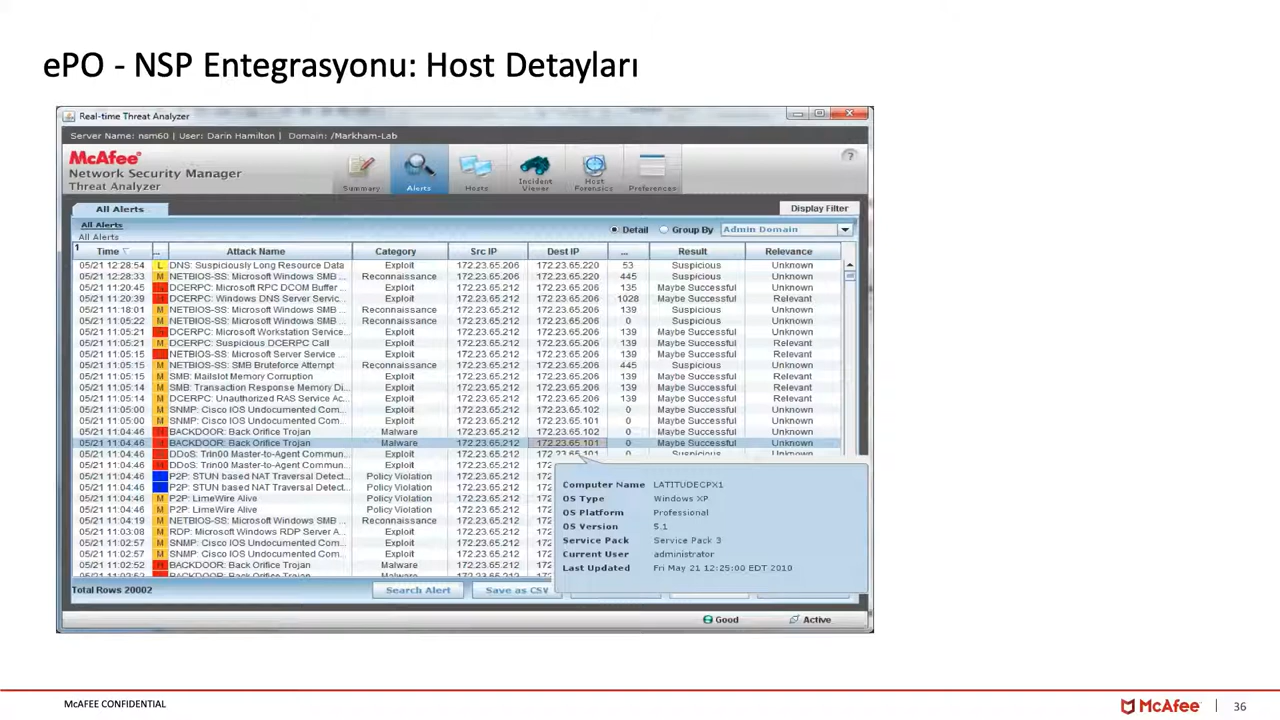 ePO - NSP Entegrasyonu: Host Detayları
Real-time Threat Analyzer
Server Name: nsm60 | User: Darin Hamilton | Domain: /Markham-Lab
McAfee
Network Security Manager
Threat Analyzer
Summary
Alerts
Hosts
Incident Viewer
Host Forensics
Preferences
?
All Alerts
Display Filter
All Alerts
All Alerts
Detail Group By Admin Domain
1
Time ... Attack Name Category Src IP Dest IP ... Result Relevance
05/21 12:28:54 L DNS: Suspiciously Long Resource Data Exploit 172.23.65.206 172.23.65.220 53 Suspicious Unknown
05/21 12:28:33 M NETBIOS-SS: Microsoft Windows SMB ... Reconnaissance 172.23.65.206 172.23.65.220 445 Suspicious Unknown
05/21 11:20:45 DCERPC: Microsoft RPC DCOM Buffer ... Exploit 172.23.65.212 172.23.65.206 135 Maybe Successful Unknown
05/21 11:20:39 DCERPC: Windows DNS Server Servic... Exploit 172.23.65.212 172.23.65.206 1028 Maybe Successful Relevant
05/21 11:18:01 M NETBIOS-SS: Microsoft Windows SMB ... Reconnaissance 172.23.65.212 172.23.65.206 139 Suspicious Unknown
05/21 11:05:22 M NETBIOS-SS: Microsoft Windows SMB ... Reconnaissance 172.23.65.212 172.23.65.206 0 Suspicious Unknown
05/21 11:05:21 DCERPC: Microsoft Workstation Service... Exploit 172.23.65.212 172.23.65.206 139 Maybe Successful Relevant
05/21 11:05:21 M DCERPC: Suspicious DCERPC Call Exploit 172.23.65.212 172.23.65.206 139 Maybe Successful Relevant
05/21 11:05:15 NETBIOS-SS: Microsoft Server Service ... Exploit 172.23.65.212 172.23.65.206 139 Maybe Successful Relevant
05/21 11:05:15 M NETBIOS-SS: SMB Bruteforce Attempt Reconnaissance 172.23.65.212 172.23.65.206 445 Suspicious Unknown
05/21 11:05:15 M SMB: Mailslot Memory Corruption Exploit 172.23.65.212 172.23.65.206 139 Maybe Successful Relevant
05/21 11:05:14 M SMB: Transaction Response Memory Di... Exploit 172.23.65.212 172.23.65.206 139 Maybe Successful Relevant
05/21 11:05:14 M SMB: Unauthorized RAS Service Ac... Exploit 172.23.65.212 172.23.65.206 139 Maybe Successful Relevant
05/21 11:05:00 M SNMP: Cisco IOS Undocumented Com... Exploit 172.23.65.212 172.23.65.102 0 Maybe Successful Unknown
05/21 11:05:00 M SNMP: Cisco IOS Undocumented Com... Exploit 172.23.65.212 172.23.65.101 0 Maybe Successful Unknown
05/21 11:04:46 BACKDOOR: Back Orifice Trojan Malware 172.23.65.212 172.23.65.102 0 Maybe Successful Unknown
05/21 11:04:46 BACKDOOR: Back Orifice Trojan Malware 172.23.65.212 172.23.65.101 0 Maybe Successful Unknown
05/21 11:04:46 DDoS: Trin00 Master-to-Agent Commun... Exploit 172.23.65.212 172.23.65.101 0 Suspicious Unknown
05/21 11:04:46 DDoS: Trin00 Master-to-Agent Commun... Exploit 172.23.65.212
05/21 11:04:46 P2P: STUN based NAT Traversal Detect... Policy Violation 172.23.65.212
05/21 11:04:46 P2P: STUN based NAT Traversal Detect... Policy Violation 172.23.65.212
05/21 11:04:46 M P2P: LimeWire Alive Policy Violation 172.23.65.212
05/21 11:04:46 M P2P: LimeWire Alive Policy Violation 172.23.65.212
05/21 11:04:19 M NETBIOS-SS: Microsoft Windows SMB ... Reconnaissance 172.23.65.212
05/21 11:03:08 M RDP: Microsoft Windows RDP Server A... Exploit 172.23.65.212
05/21 11:02:57 M SNMP: Cisco IOS Undocumented Com... Exploit 172.23.65.212
05/21 11:02:57 M SNMP: Cisco IOS Undocumented Com... Exploit 172.23.65.212
05/21 11:02:52 BACKDOOR: Back Orifice Trojan Malware 172.23.65.212
Computer Name LATITUDECPX1
OS Type Windows XP
OS Platform Professional
OS Version 5.1
Service Pack Service Pack 3
Current User administrator
Last Updated Fri May 21 12:25:00 EDT 2010
Total Rows 20002 Search Alert Save as CSV
Good Active
McAFEE CONFIDENTIAL
McAfee | 36